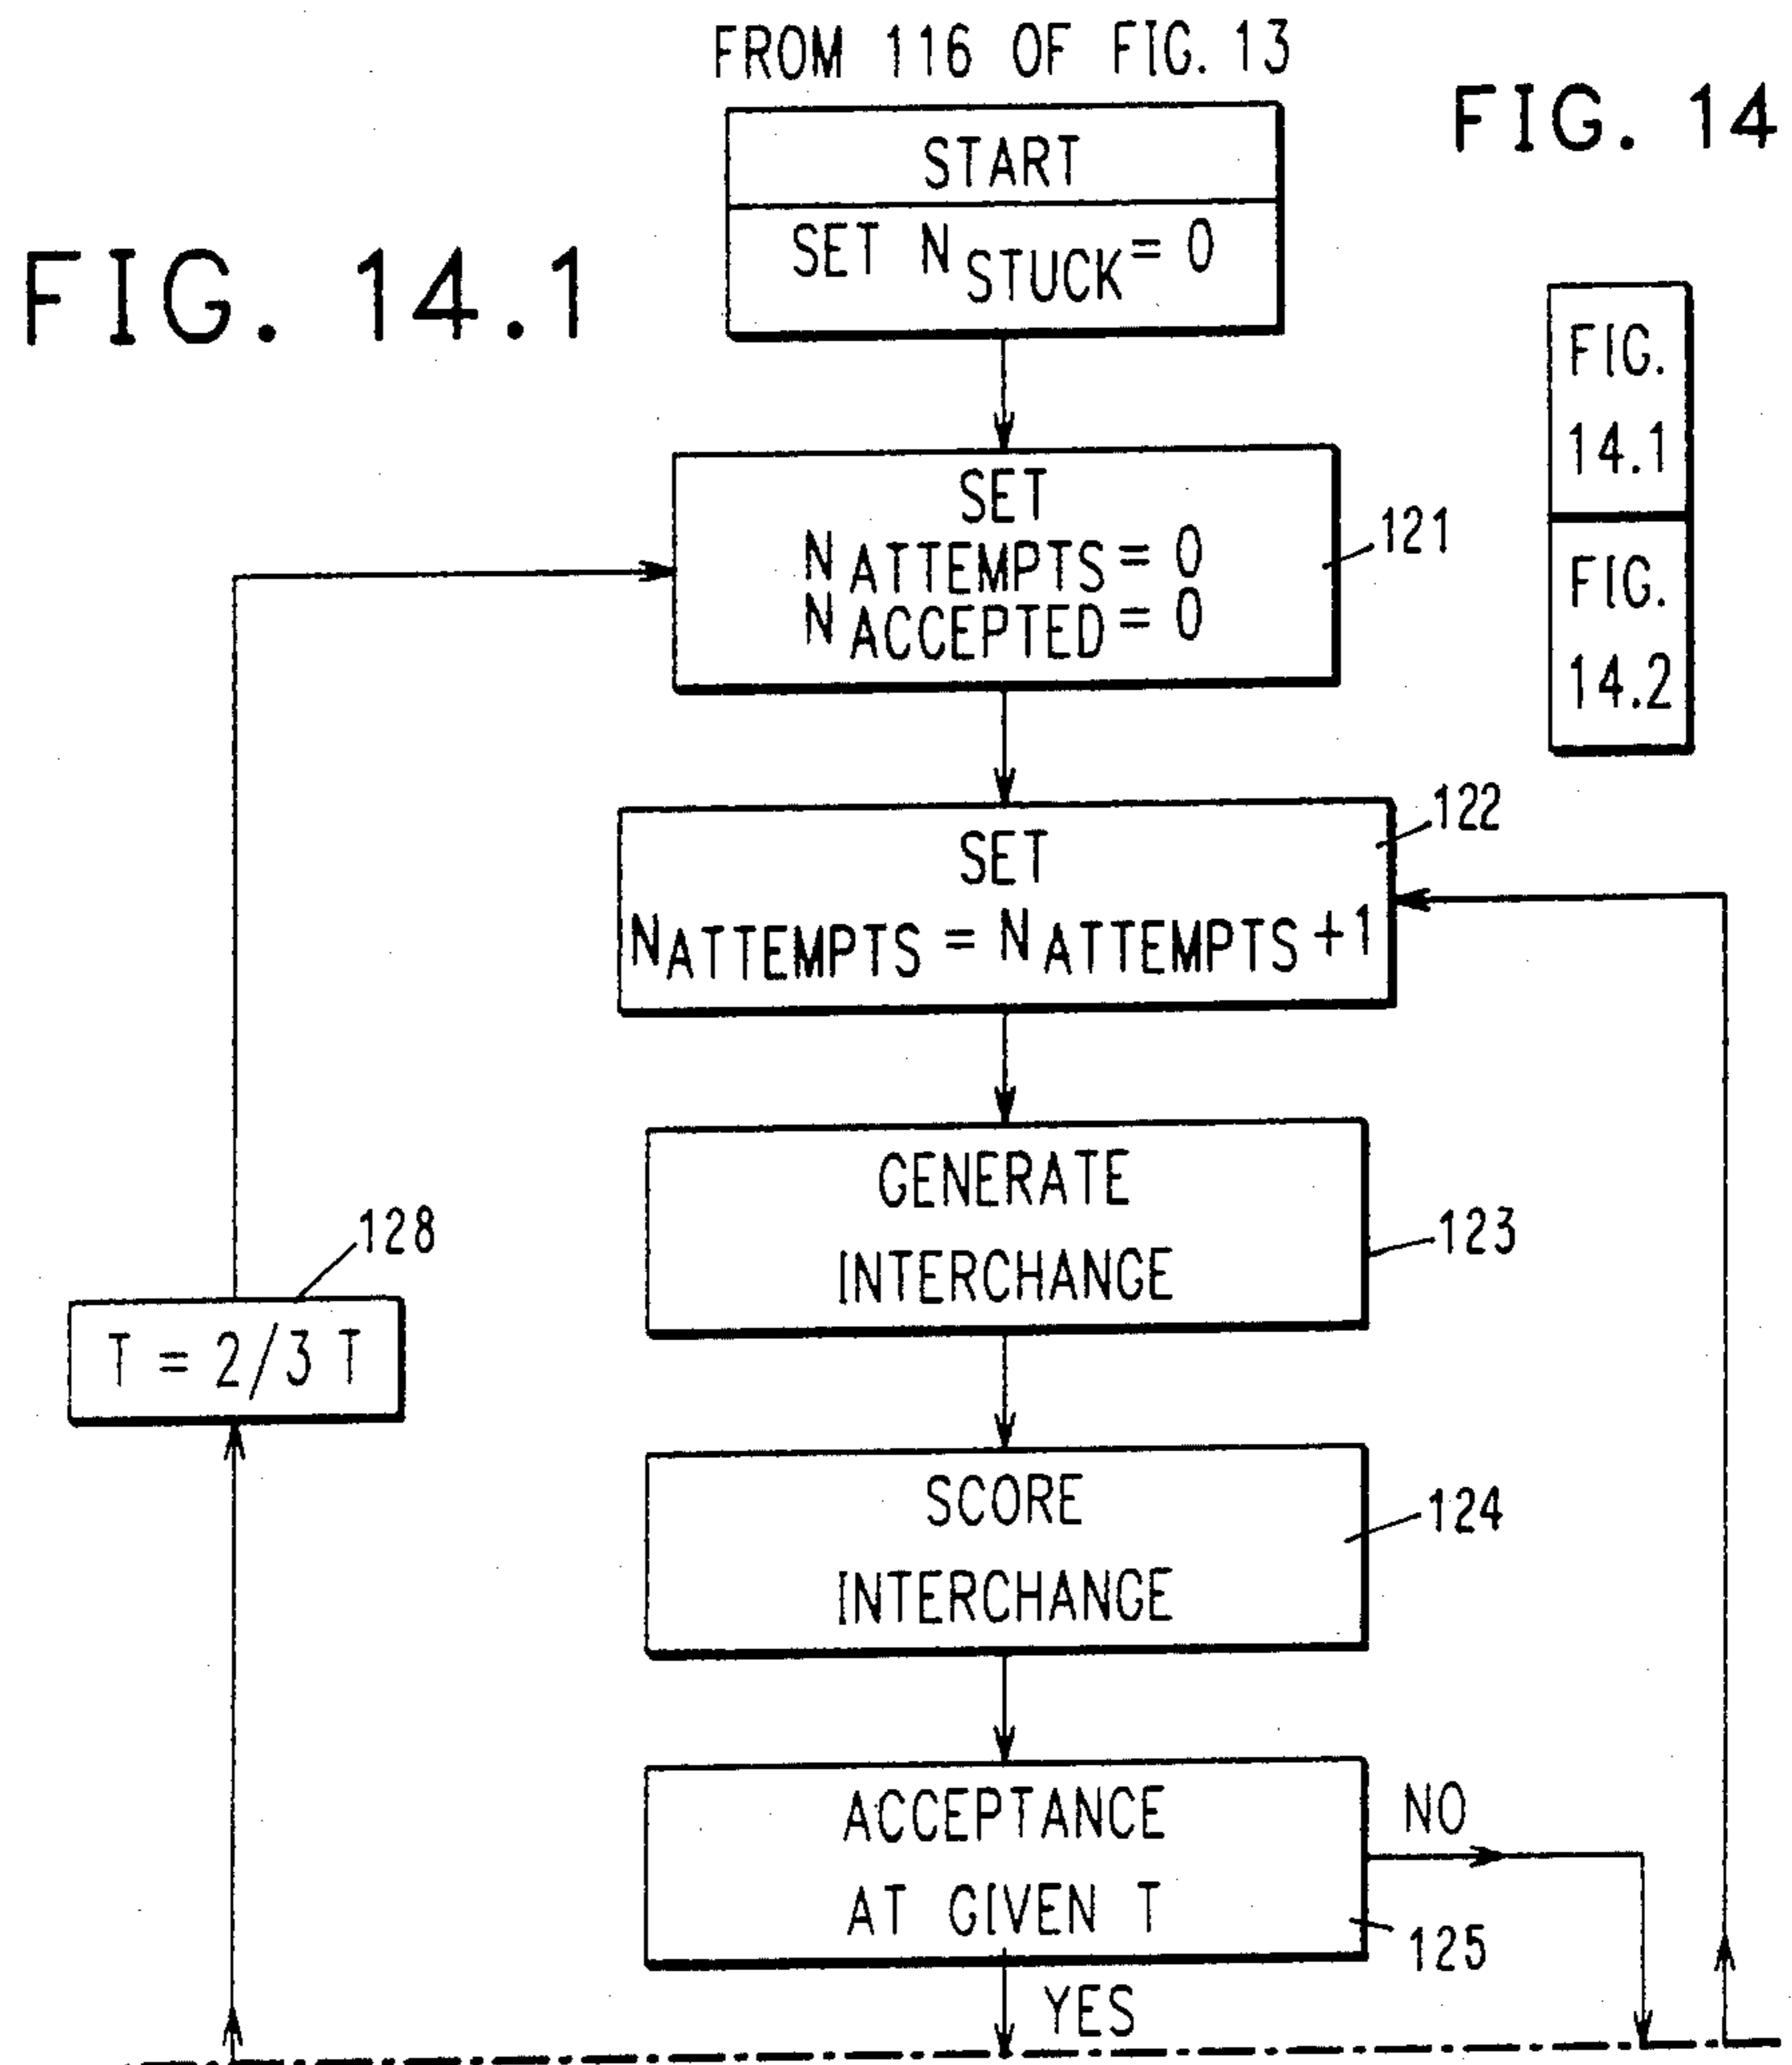 FROM 116 OF FIG. 13
FIG. 14
START
SET N STUCK = 0
FIG. 14.1
FIG.
14.1
FIG.
14.2
SET
N ATTEMPTS = 0
N ACCEPTED = 0
121
SET
N ATTEMPTS = N ATTEMPTS + 1
122
GENERATE
INTERCHANGE
123
128
T = 2/3 T
SCORE
INTERCHANGE
124
ACCEPTANCE
AT GIVEN T
NO
125
YES